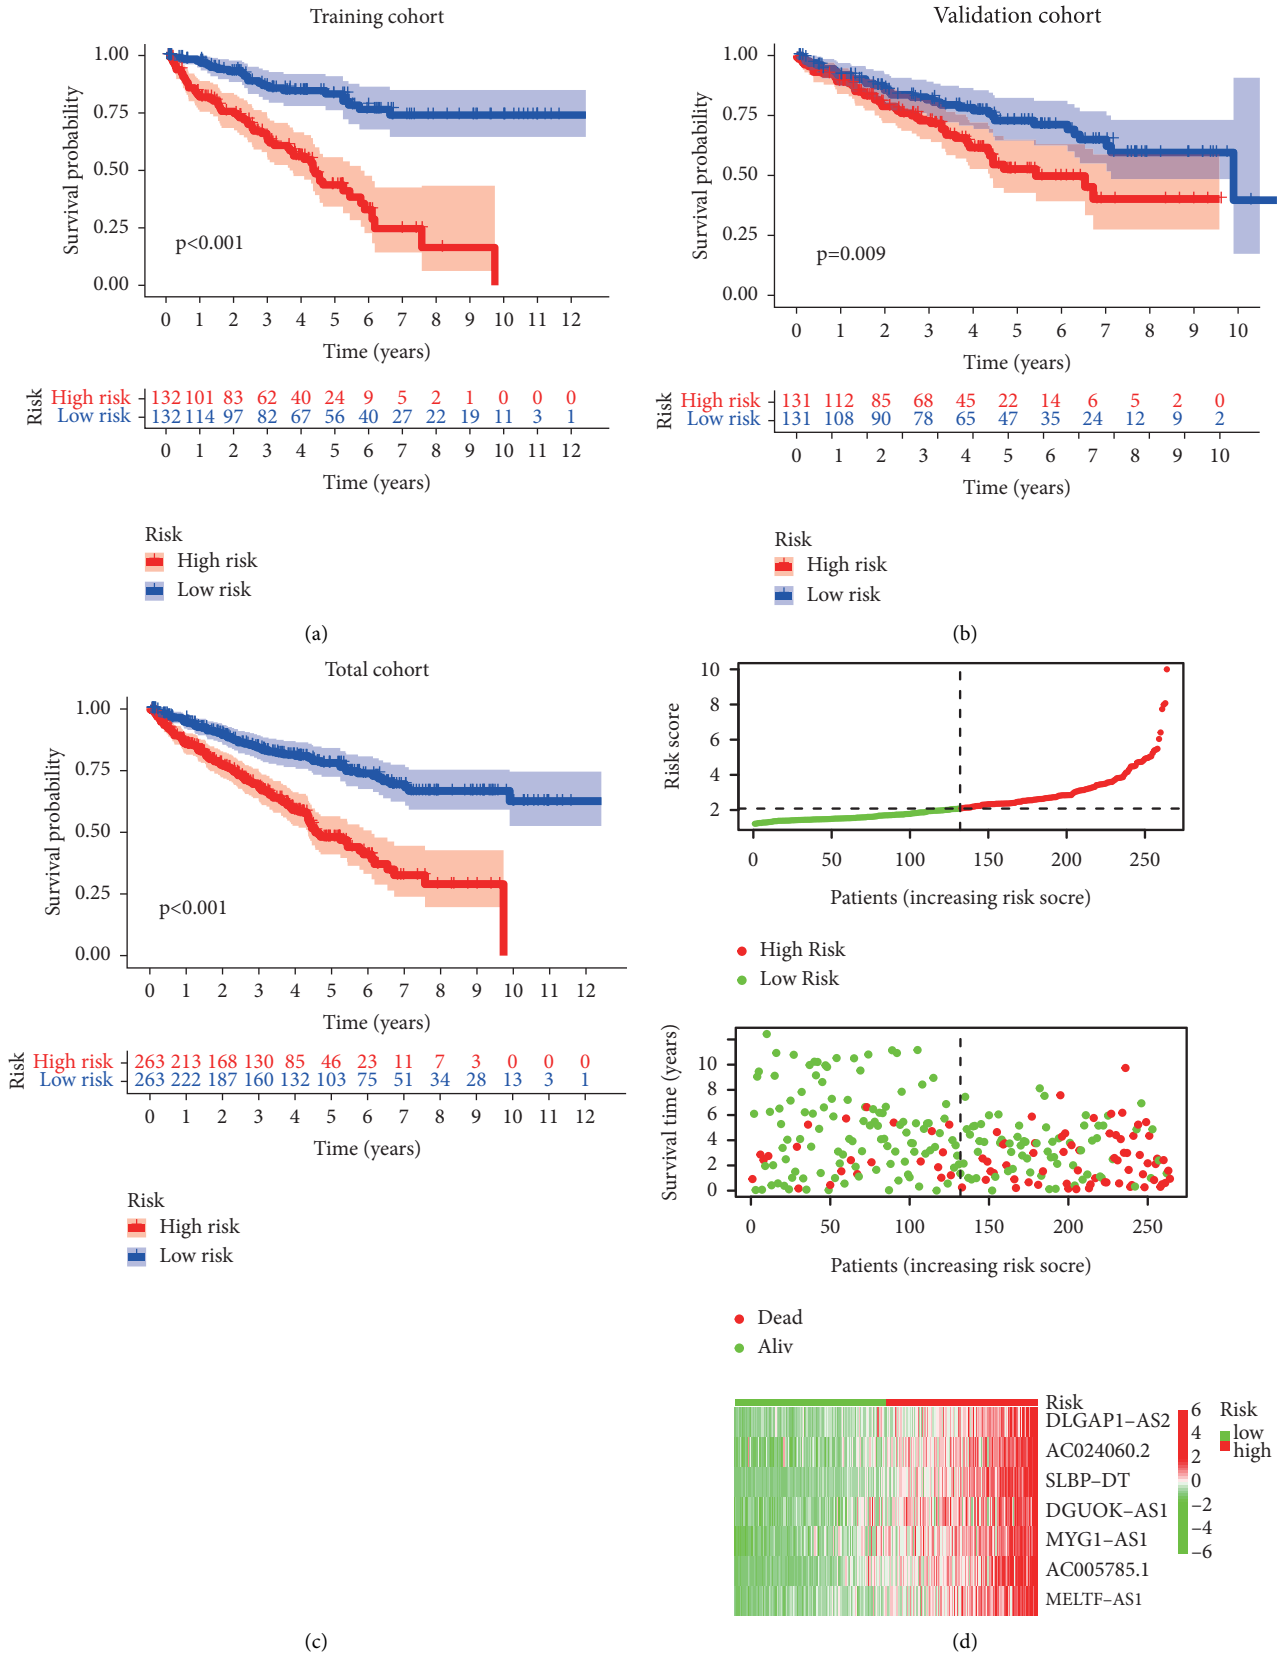 Training cohort
1.00
0.75
0.50
0.25
0.00
Survival probability
p<0.001
0 1 2 3 4 5 6 7 8 9 10 11 12
Time (years)
Risk
High risk 132 101 83 62 40 24 9 5 2 1 0 0 0
Low risk 132 114 97 82 67 56 40 27 22 19 11 3 1
0 1 2 3 4 5 6 7 8 9 10 11 12
Time (years)
Risk
High risk
Low risk
(a)
Validation cohort
1.00
0.75
0.50
0.25
0.00
Survival probability
p=0.009
0 1 2 3 4 5 6 7 8 9 10
Time (years)
Risk
High risk 131 112 85 68 45 22 14 6 5 2 0
Low risk 131 108 90 78 65 47 35 24 12 9 2
0 1 2 3 4 5 6 7 8 9 10
Time (years)
Risk
High risk
Low risk
(b)
Total cohort
1.00
0.75
0.50
0.25
0.00
Survival probability
p<0.001
0 1 2 3 4 5 6 7 8 9 10 11 12
Time (years)
Risk
High risk 263 213 168 130 85 46 23 11 7 3 0 0 0
Low risk 263 222 187 160 132 103 75 51 34 28 13 3 1
0 1 2 3 4 5 6 7 8 9 10 11 12
Time (years)
Risk
High risk
Low risk
(c)
10
8
6
4
2
Risk score
0 50 100 150 200 250
Patients (increasing risk socre)
High Risk
Low Risk
10
8
6
4
2
0
Survival time (years)
0 50 100 150 200 250
Patients (increasing risk socre)
Dead
Aliv
Risk
DLGAP1–AS2
AC024060.2
SLBP–DT
DGUOK–AS1
MYG1–AS1
AC005785.1
MELTF–AS1
6
4
2
0
–2
–4
–6
Risk
low
high
(d)